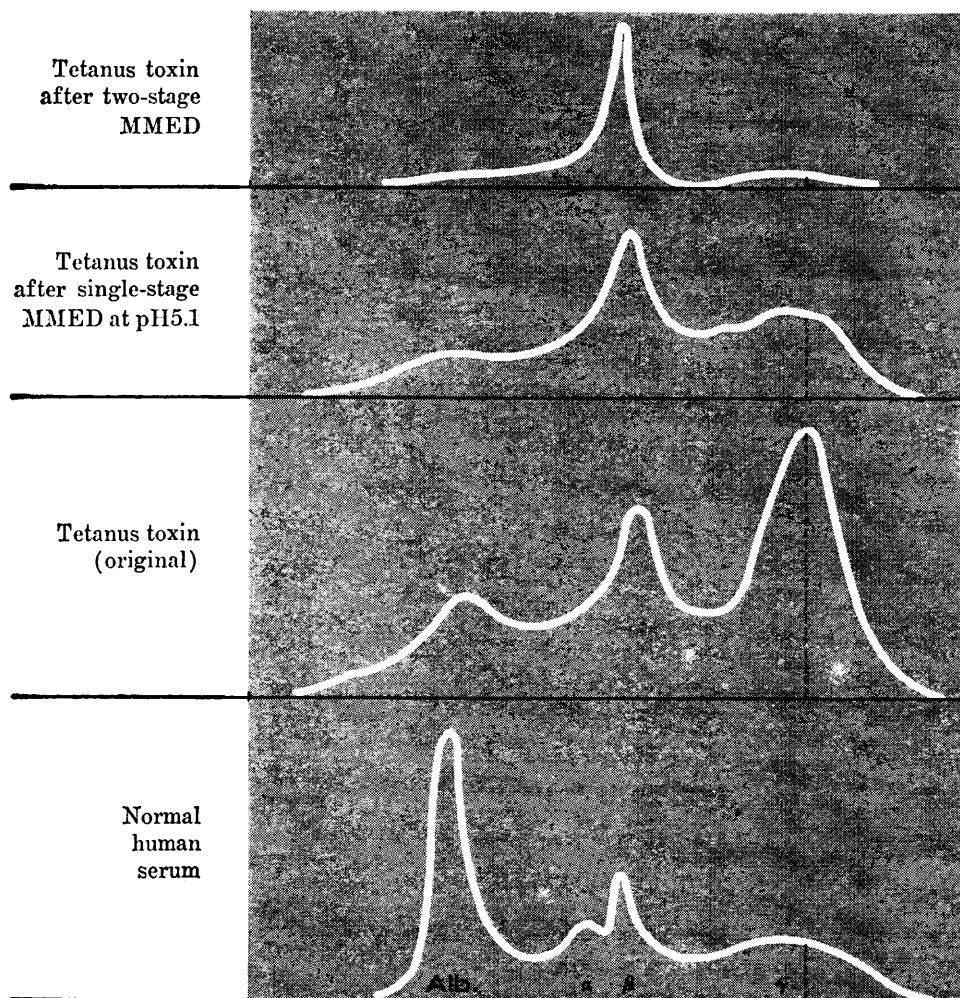 Tetanus toxin
after two-stage
MMED
Tetanus toxin
after single-stage
MMED at pH5.1
Tetanus toxin
(original)
Normal
human
serum
Alb. α β γ